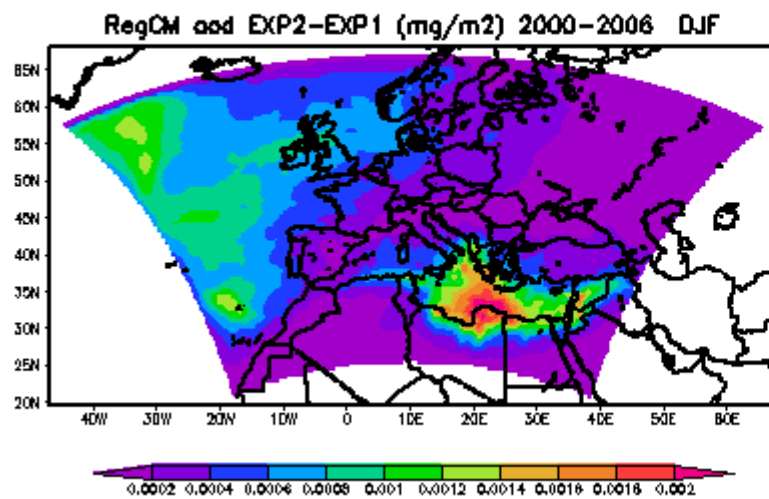 RegCM aod EXP2-EXP1 (mg/m2) 2000-2006 DJF
65N
60N
55N
50N
45N
40N
35N
30N
25N
20N
40W 30W 20W 10W 0 10E 20E 30E 40E 50E 60E
0.0002 0.0004 0.0006 0.0008 0.001 0.0012 0.0014 0.0016 0.0018 0.002